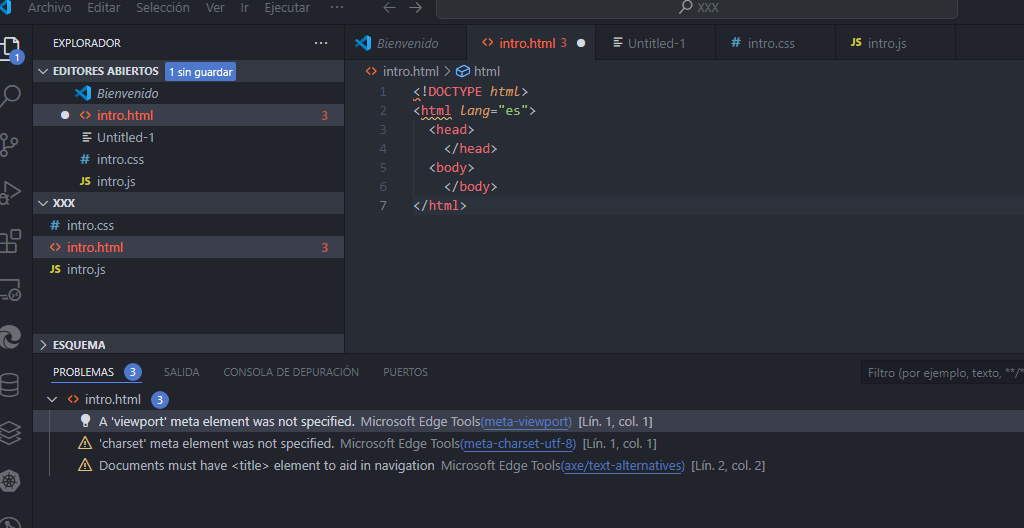 Archivo Editar Selección Ver Ir Ejecutar ··· ← → XXX
EXPLORADOR ···
EDITORES ABIERTOS 1 sin guardar
Bienvenido
intro.html 3
Untitled-1
intro.css
JS intro.js
XXX
# intro.css
<> intro.html 3
JS intro.js
ESQUEMA
1
Bienvenido <> intro.html 3 ● Untitled-1 # intro.css JS intro.js
<> intro.html > html
1 <!DOCTYPE html>
2 <html lang="es">
3 <head>
4 </head>
5 <body>
6 </body>
7 </html>
PROBLEMAS 3 SALIDA CONSOLA DE DEPURACIÓN PUERTOS Filtro (por ejemplo, texto, **/*
<> intro.html 3
A 'viewport' meta element was not specified. Microsoft Edge Tools(meta-viewport) [Lín. 1, col. 1]
'charset' meta element was not specified. Microsoft Edge Tools(meta-charset-utf-8) [Lín. 1, col. 1]
Documents must have <title> element to aid in navigation Microsoft Edge Tools(axe/text-alternatives) [Lín. 2, col. 2]